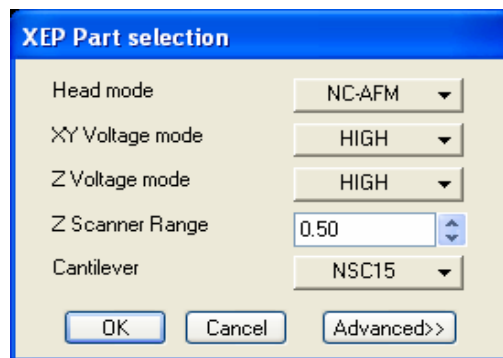 XEP Part selection
Head mode NC-AFM
XY Voltage mode HIGH
Z Voltage mode HIGH
Z Scanner Range 0.50
Cantilever NSC15
OK Cancel Advanced>>